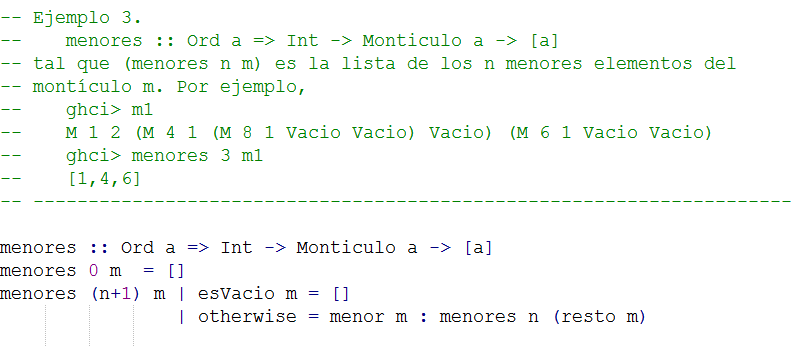 -- Ejemplo 3.
--    menores :: Ord a => Int -> Monticulo a -> [a]
-- tal que (menores n m) es la lista de los n menores elementos del
-- montículo m. Por ejemplo,
--    ghci> m1
--    M 1 2 (M 4 1 (M 8 1 Vacio Vacio) Vacio) (M 6 1 Vacio Vacio)
--    ghci> menores 3 m1
--    [1,4,6]
-- ---------------------------------------------------------------------
menores :: Ord a => Int -> Monticulo a -> [a]
menores 0 m  = []
menores (n+1) m | esVacio m = []
                | otherwise = menor m : menores n (resto m)